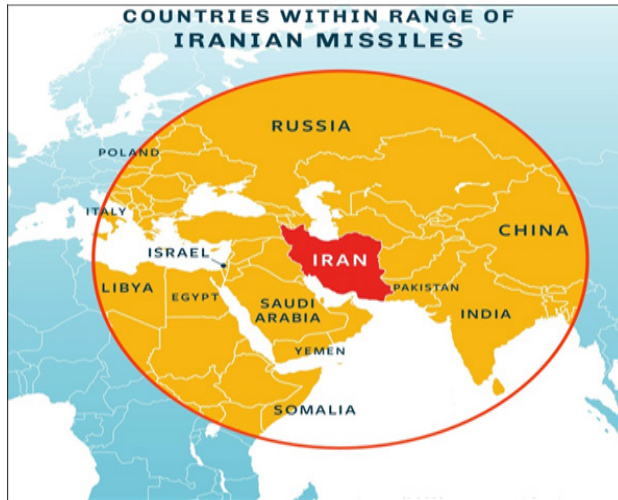 COUNTRIES WITHIN RANGE OF
IRANIAN MISSILES
RUSSIA
POLAND
ITALY
CHINA
ISRAEL
IRAN
LIBYA
EGYPT
PAKISTAN
SAUDI
ARABIA
INDIA
YEMEN
SOMALIA